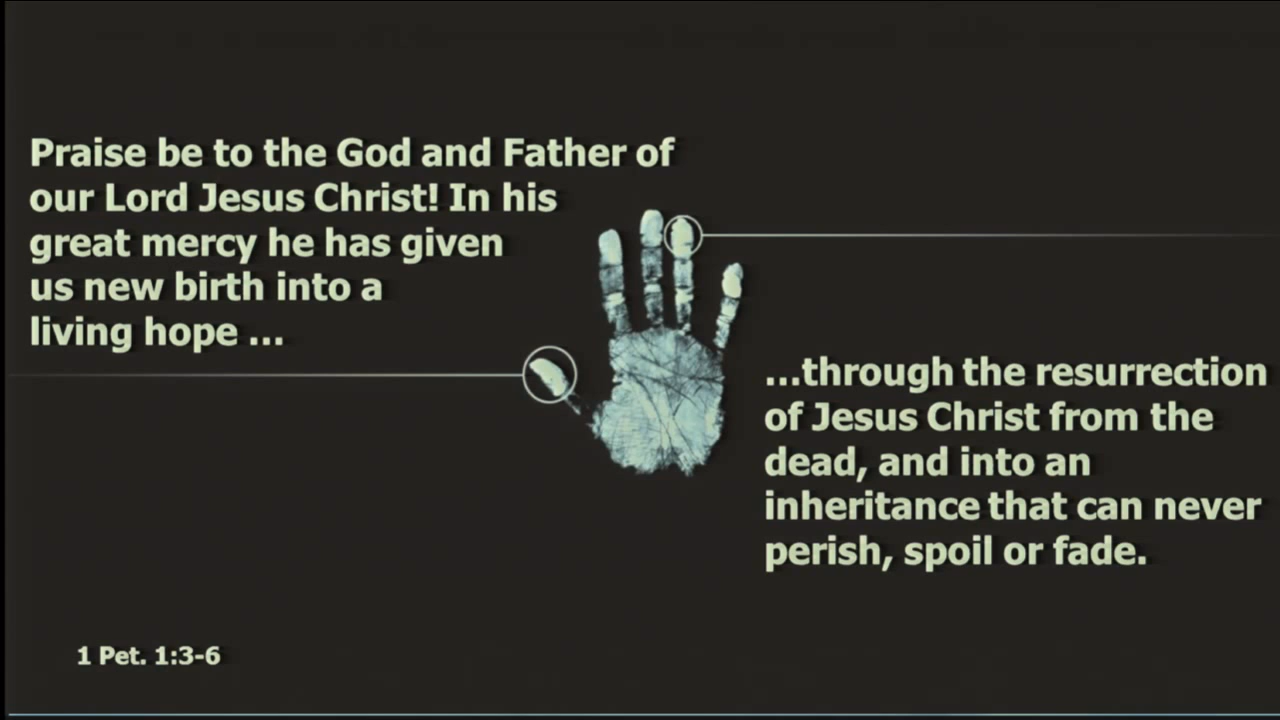 Praise be to the God and Father of
our Lord Jesus Christ! In his
great mercy he has given
us new birth into a
living hope ...
...through the resurrection
of Jesus Christ from the
dead, and into an
inheritance that can never
perish, spoil or fade.
1 Pet. 1:3-6